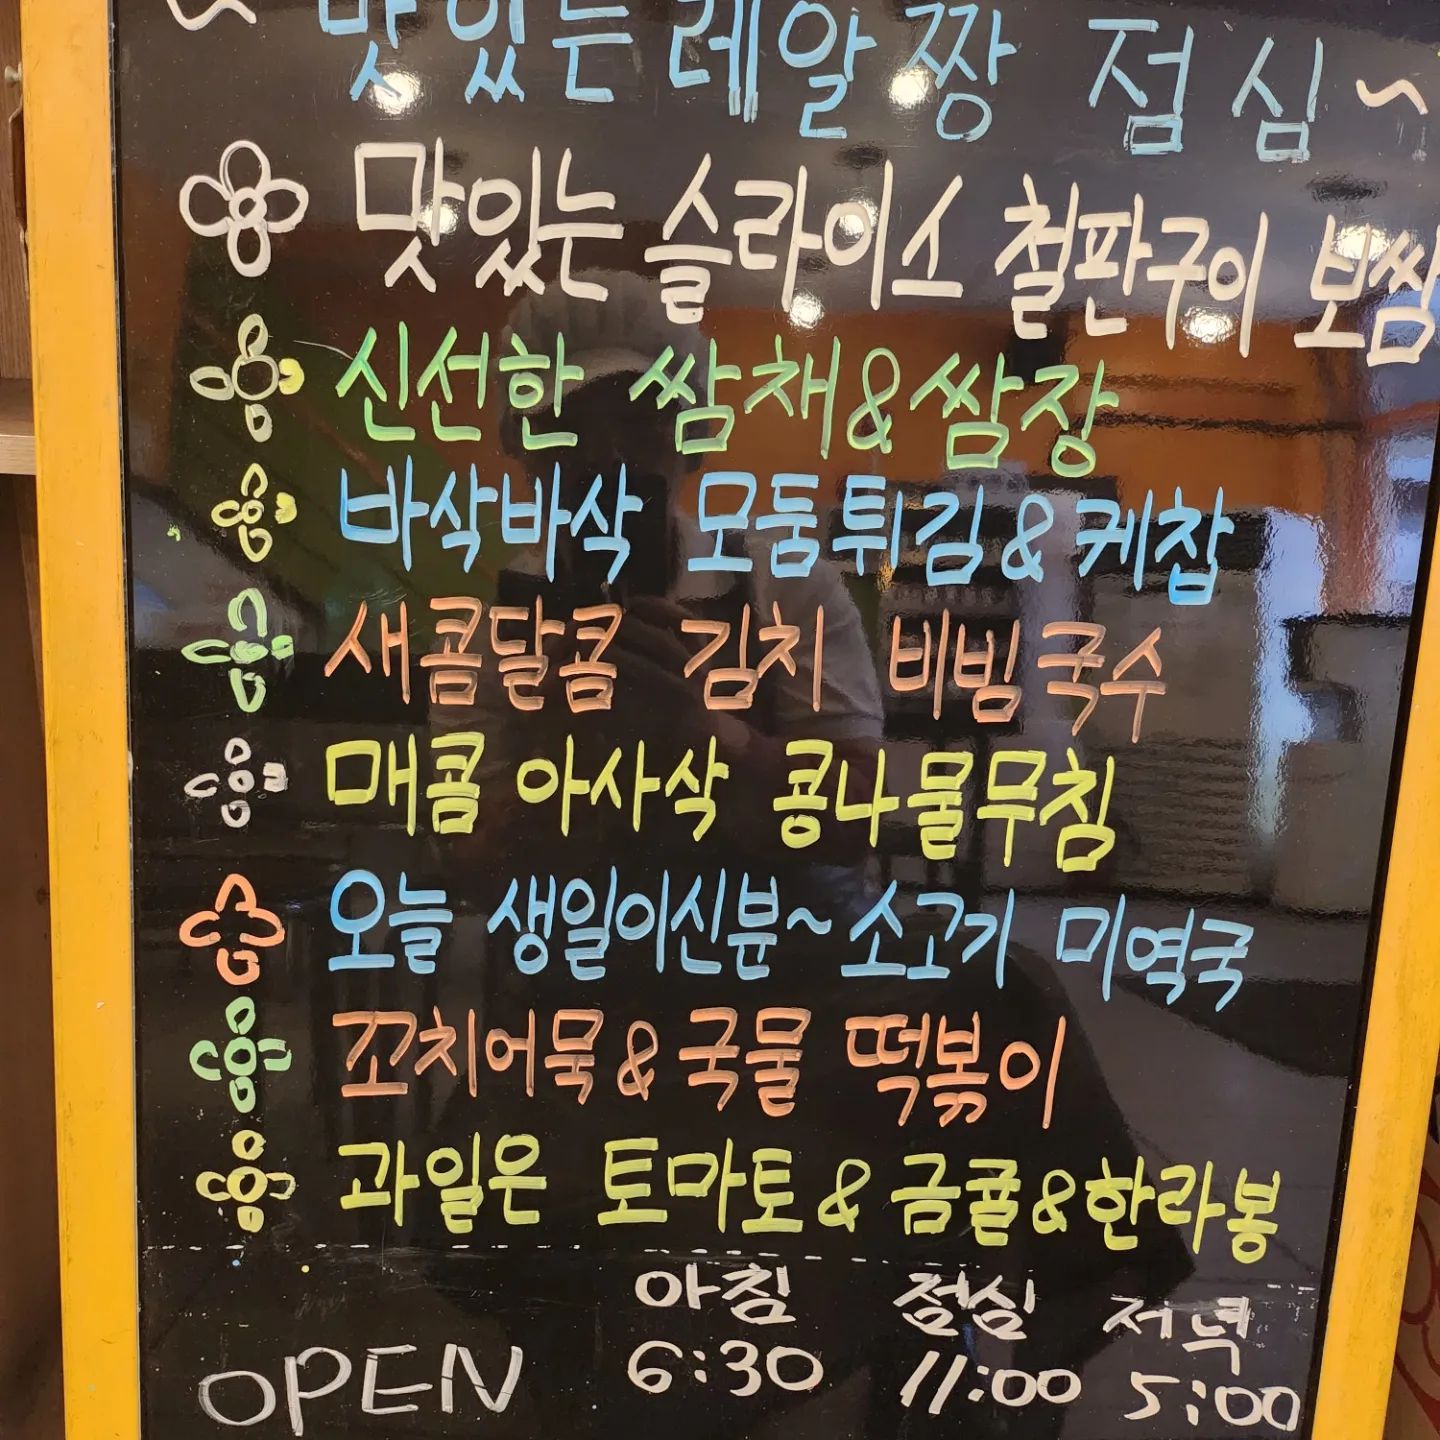 ~ 맛있는 레알 짱 점심 ~
맛있는 슬라이스 철판구이 보쌈
신선한 쌈채&쌈장
바삭바삭 모둠튀김&케찹
새콤달콤 김치 비빔국수
매콤 아사삭 콩나물무침
오늘 생일이신분~ 소고기 미역국
꼬치어묵 & 국물 떡볶이
과일은 토마토 & 금귤&한라봉
아침 점심 저녁
OPEN 6:30 11:00 5:00